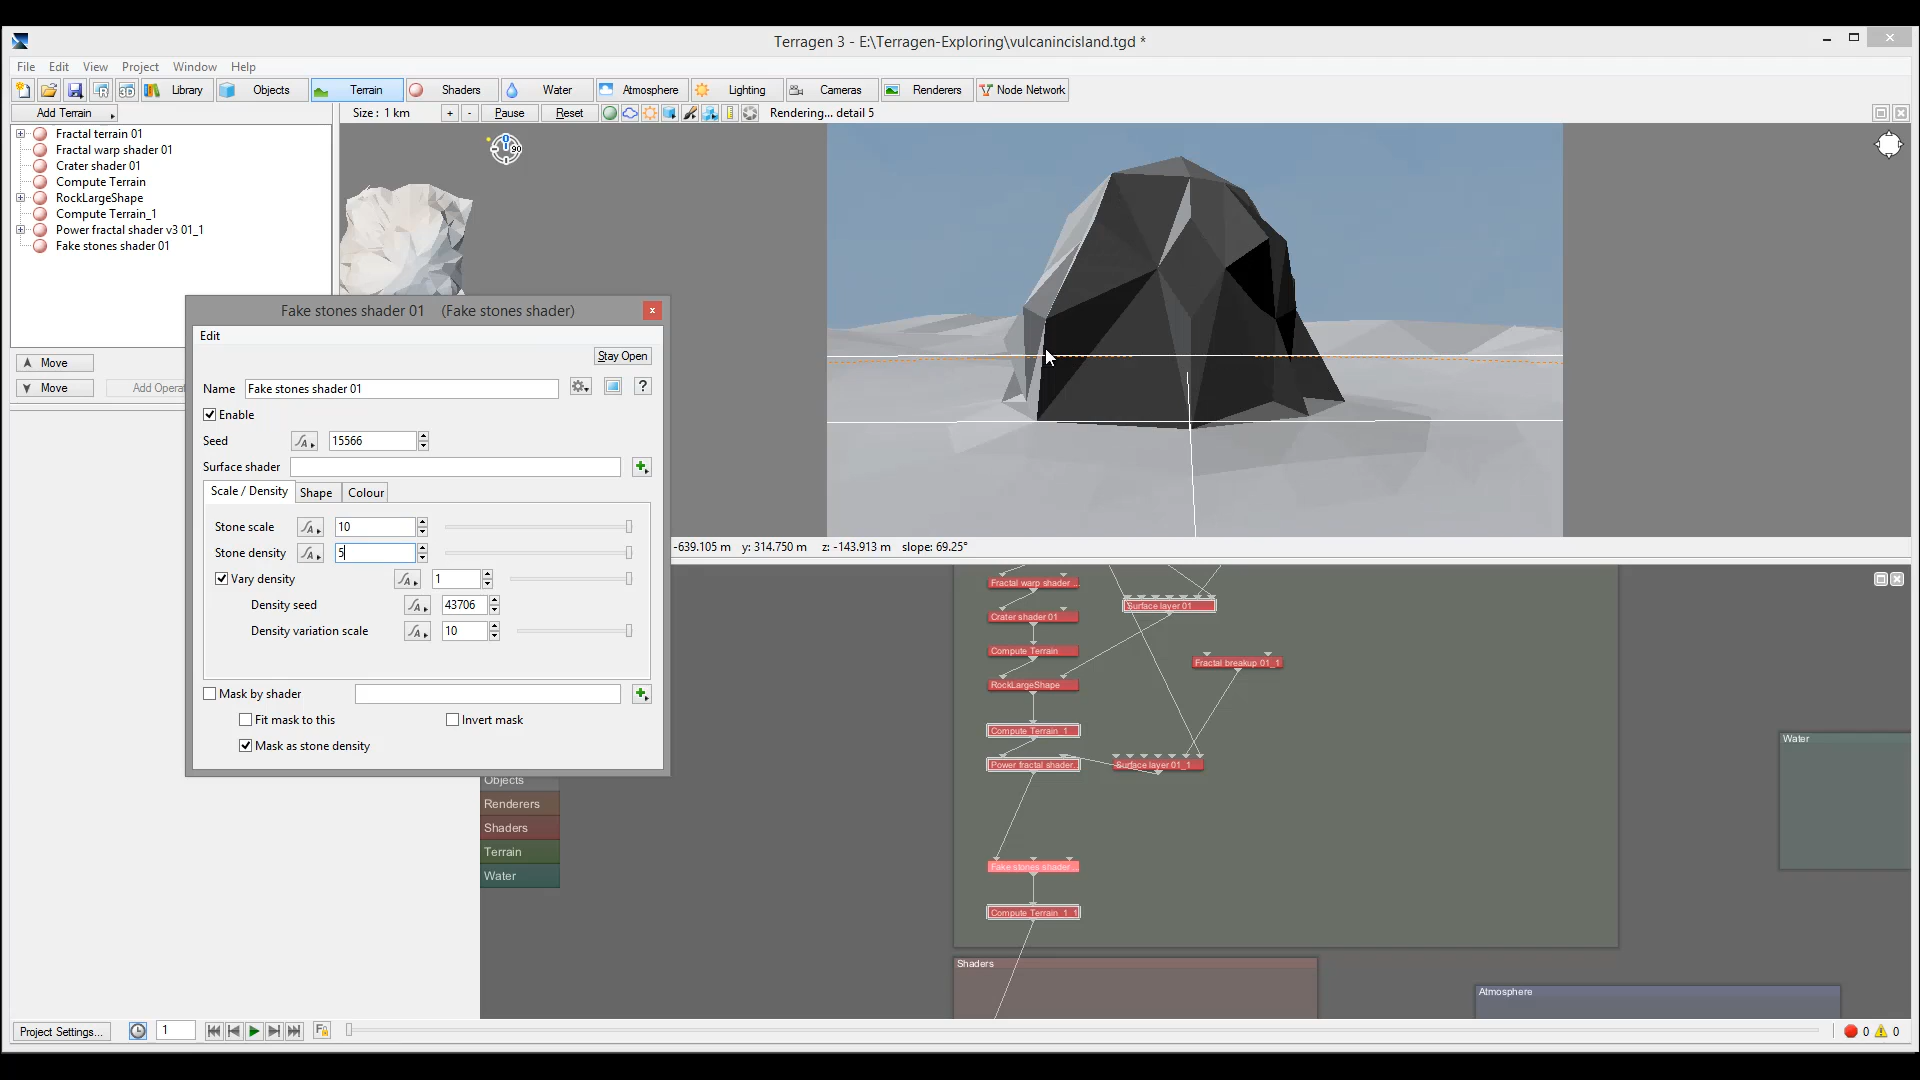 Terragen 3 - E:\Terragen-Exploring\vulcanincisland.tgd *
File Edit View Project Window Help
Library Objects Terrain Shaders Water Atmosphere Lighting Cameras Renderers Node Network
Add Terrain Size : 1 km + - Pause Reset Rendering... detail 5
Fractal terrain 01
Fractal warp shader 01
Crater shader 01
Compute Terrain
RockLargeShape
Compute Terrain_1
Power fractal shader v3 01_1
Fake stones shader 01
90
Move
Move Add Opera
Fake stones shader 01 (Fake stones shader)
Edit
Stay Open
Name Fake stones shader 01 ?
Enable
Seed 15566
Surface shader
Scale / Density Shape Colour
Stone scale 10
Stone density 5
Vary density 1
Density seed 43706
Density variation scale 10
Mask by shader
Fit mask to this Invert mask
Mask as stone density
-639.105 m y: 314.750 m z: -143.913 m slope: 69.25°
Fractal warp shader ...
Surface layer 01
Crater shader 01
Compute Terrain
Fractal breakup 01_1
RockLargeShape
Compute Terrain_1
Power fractal shader...
Surface layer 01_1
Fake stones shader...
Compute Terrain_1_1
Water
Objects
Renderers
Shaders
Terrain
Water
Shaders
Atmosphere
Project Settings... 1 0 0